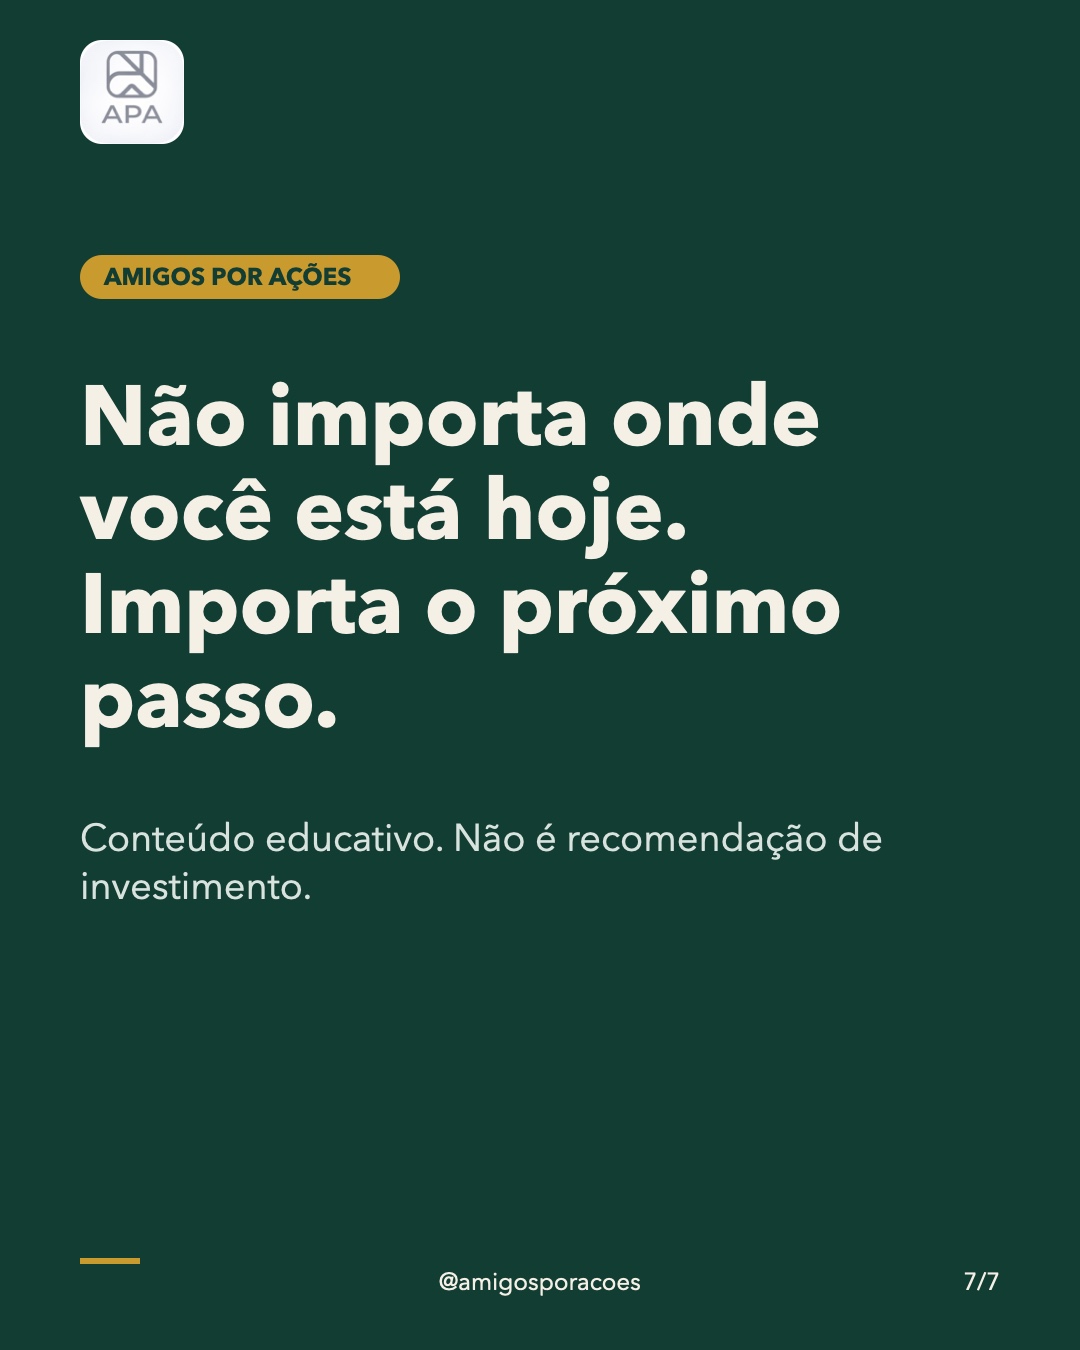 APA
AMIGOS POR AÇÕES
Não importa onde
você está hoje.
Importa o próximo
passo.
Conteúdo educativo. Não é recomendação de
investimento.
@amigosporacoes
7/7